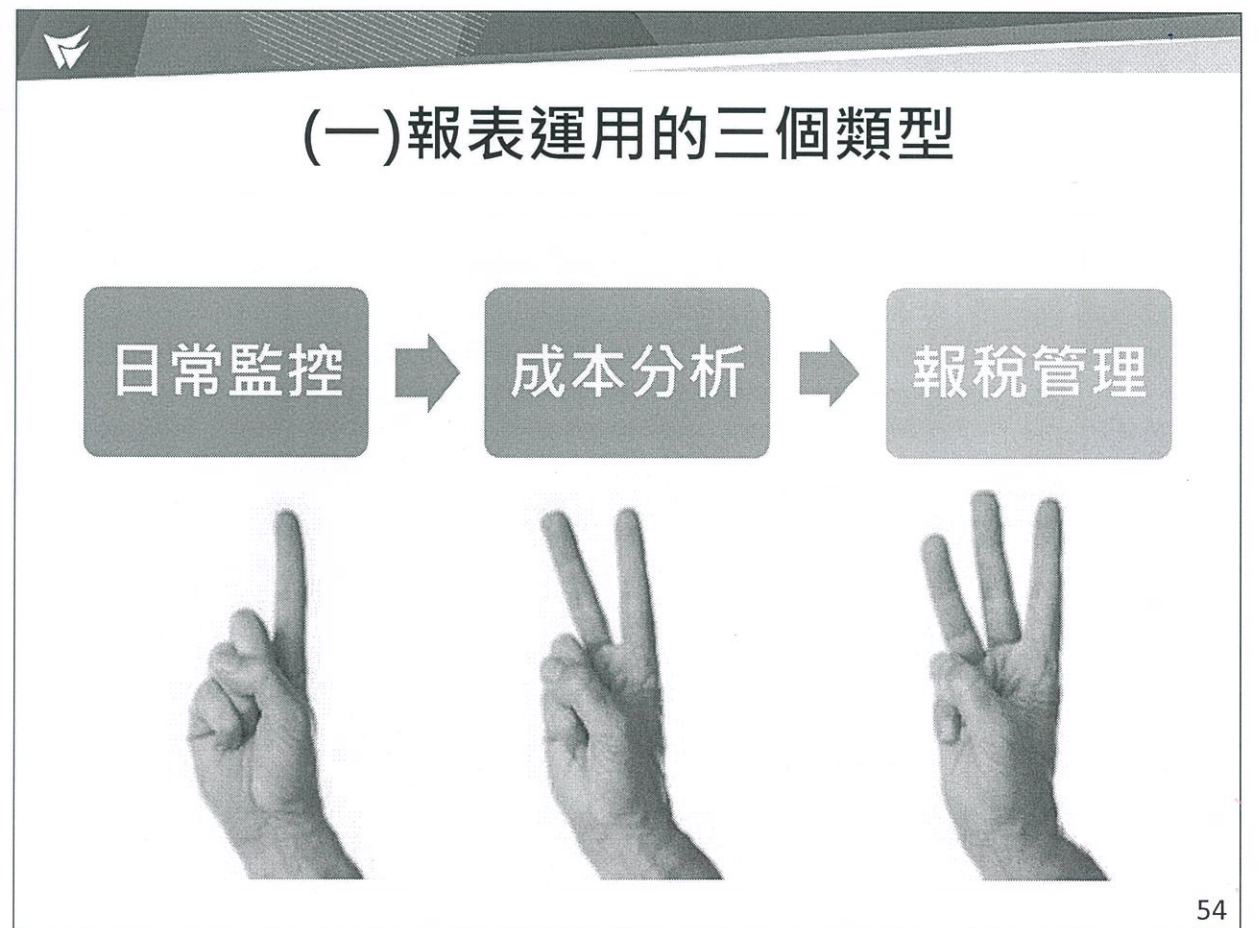 (一)報表運用的三個類型
日常監控
成本分析
報稅管理
54